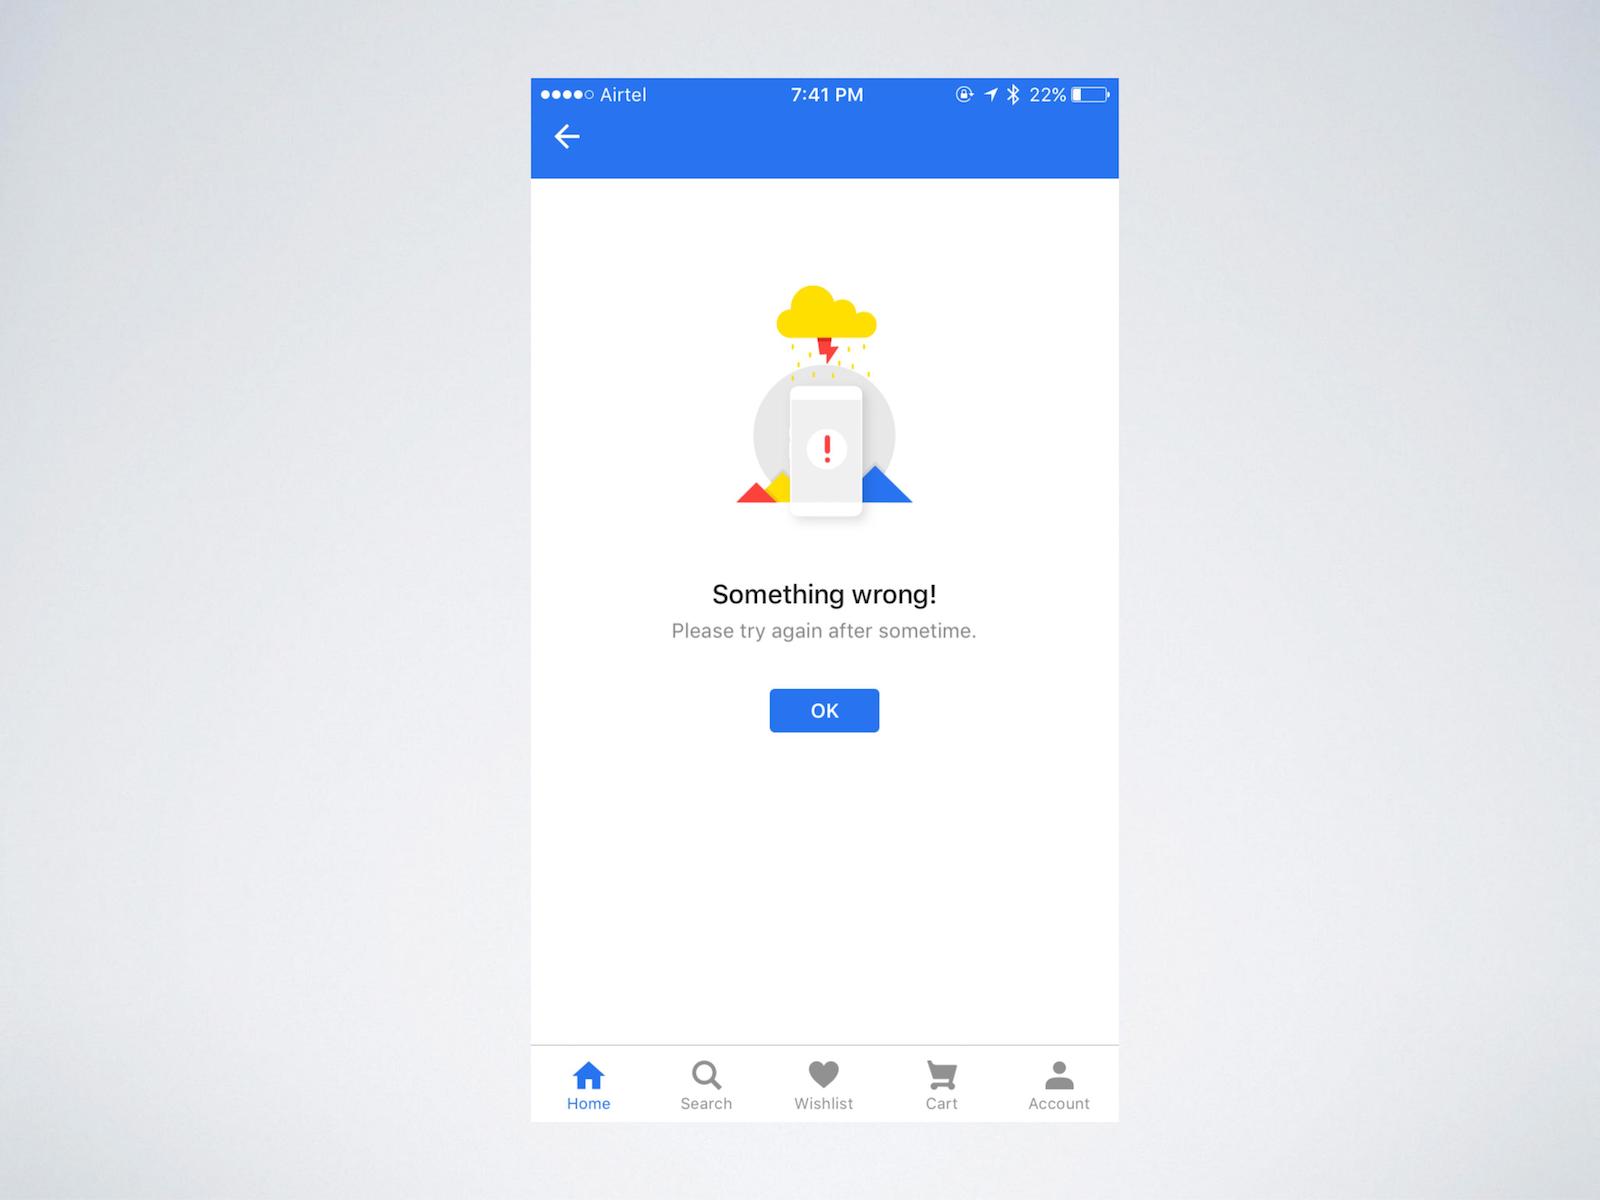 Airtel 7:41 PM 22%
Something wrong!
Please try again after sometime.
OK
Home Search Wishlist Cart Account